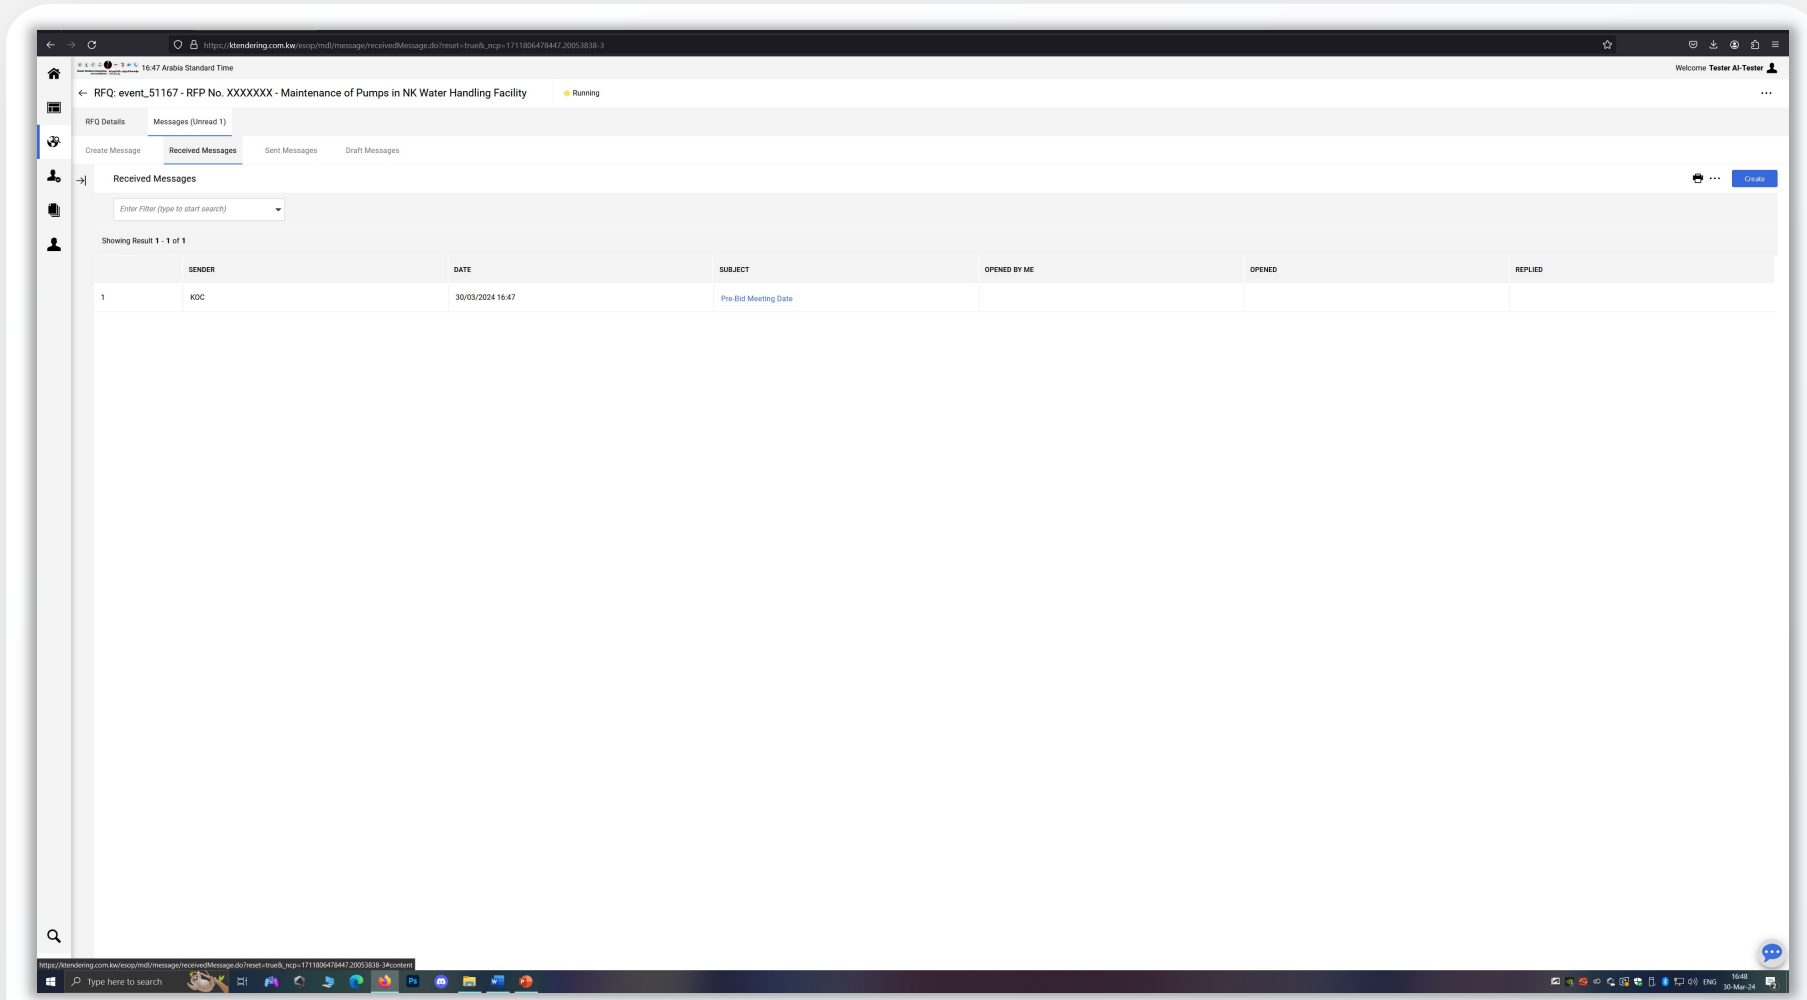 https://ktendering.com.kw/esop/mdl/message/receivedMessage.do?reset=true&_ncp=1711806478447.20053838-3
16:47 Arabia Standard Time
Welcome Tester Al-Tester
RFQ: event_51167 - RFP No. XXXXXXX - Maintenance of Pumps in NK Water Handling Facility
Running
RFQ Details Messages (Unread 1)
Create Message Received Messages Sent Messages Draft Messages
Received Messages
Create
Enter Filter (type to start search)
Showing Result 1 - 1 of 1
SENDER DATE SUBJECT OPENED BY ME OPENED REPLIED
1 KOC 30/03/2024 16:47 Pre-Bid Meeting Date
https://ktendering.com.kw/esop/mdl/message/receivedMessage.do?reset=true&_ncp=1711806478447.20053838-3#content
Type here to search
Ps
ENG
16:48
30-Mar-24